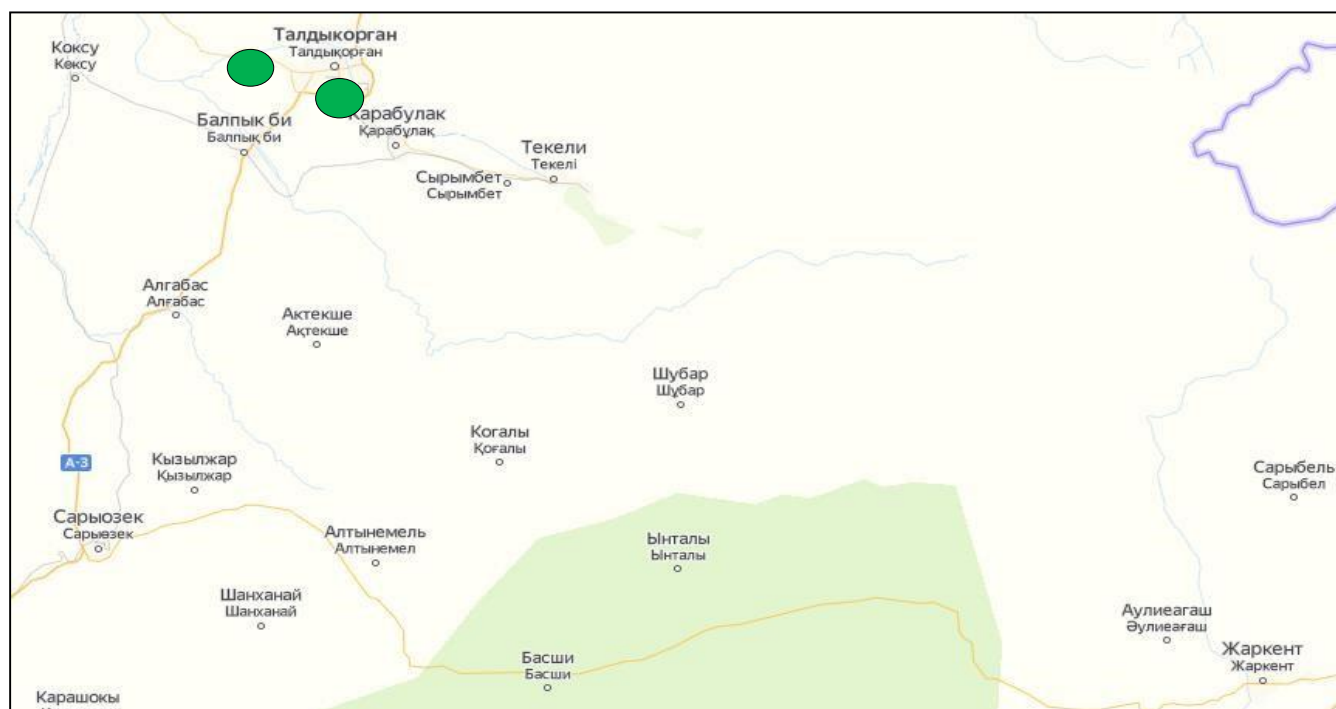 Талдыкорган
Талдықорған
Коксу
Көксу
Балпык би
Балпық би
Карабулак
Қарабұлақ
Текели
Текелі
Сырымбет
Сырымбет
Алгабас
Алғабас
Актекше
Ақтекше
Шубар
Шұбар
Когалы
Қоғалы
А-3
Кызылжар
Қызылжар
Сарыбель
Сарыбел
Сарыозек
Сарыөзек
Алтынемель
Алтынемел
Ынталы
Ынталы
Шанханай
Шанханай
Аулиеагаш
Әулиеағаш
Басши
Басши
Жаркент
Жаркент
Карашокы